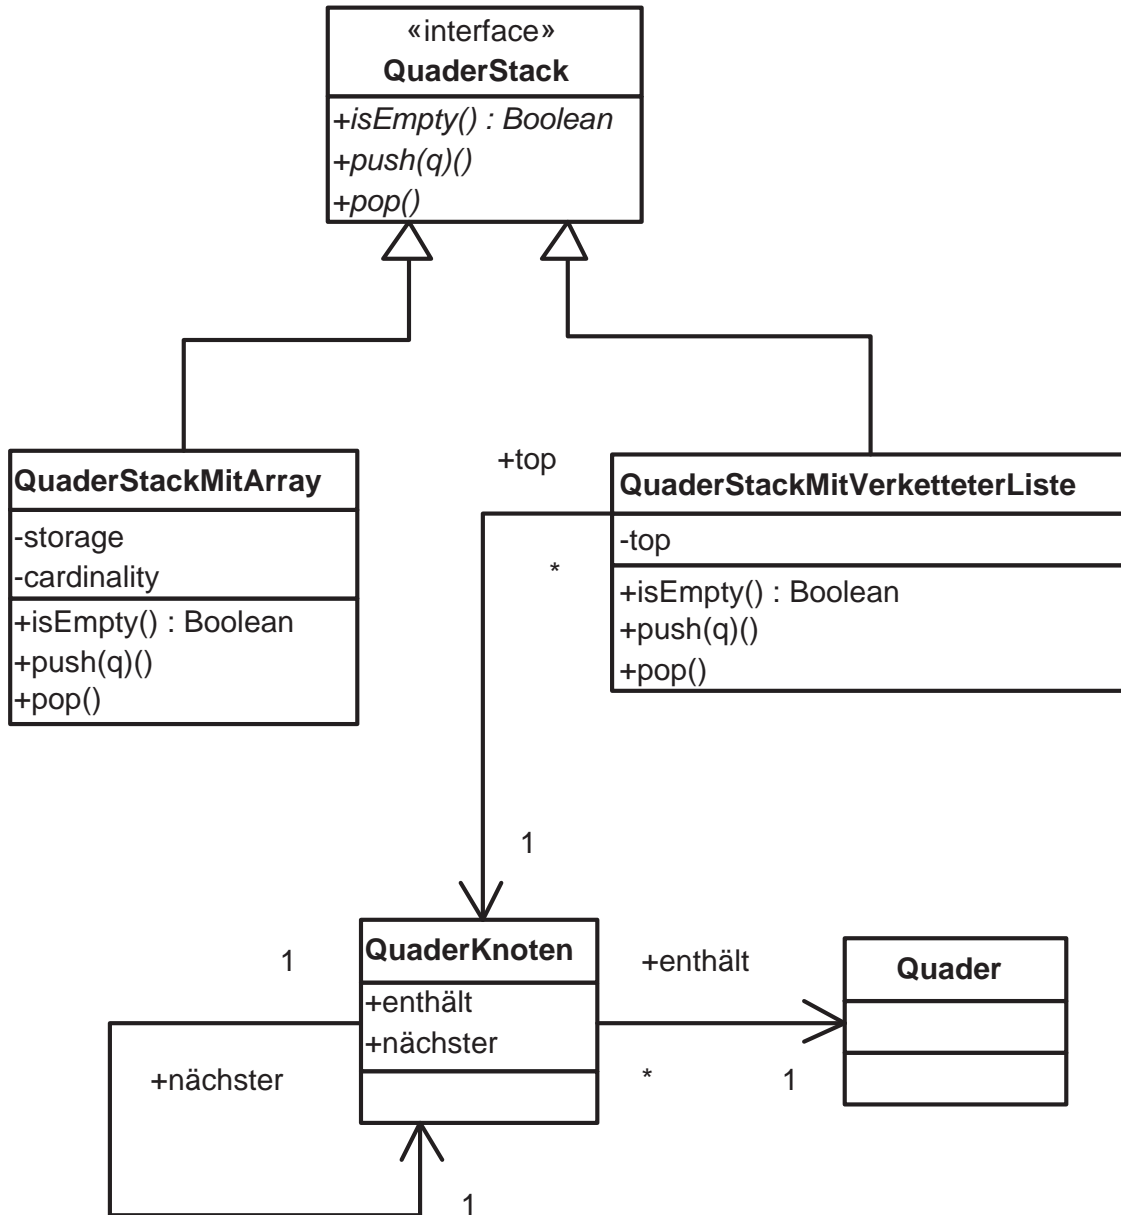 «interface»
QuaderStack
+isEmpty() : Boolean
+push(q)()
+pop()
QuaderStackMitArray
-storage
-cardinality
+isEmpty() : Boolean
+push(q)()
+pop()
+top
*
QuaderStackMitVerketteterListe
-top
+isEmpty() : Boolean
+push(q)()
+pop()
1
1
QuaderKnoten
+enthält
+nächster
+nächster
1
+enthält
*
1
Quader